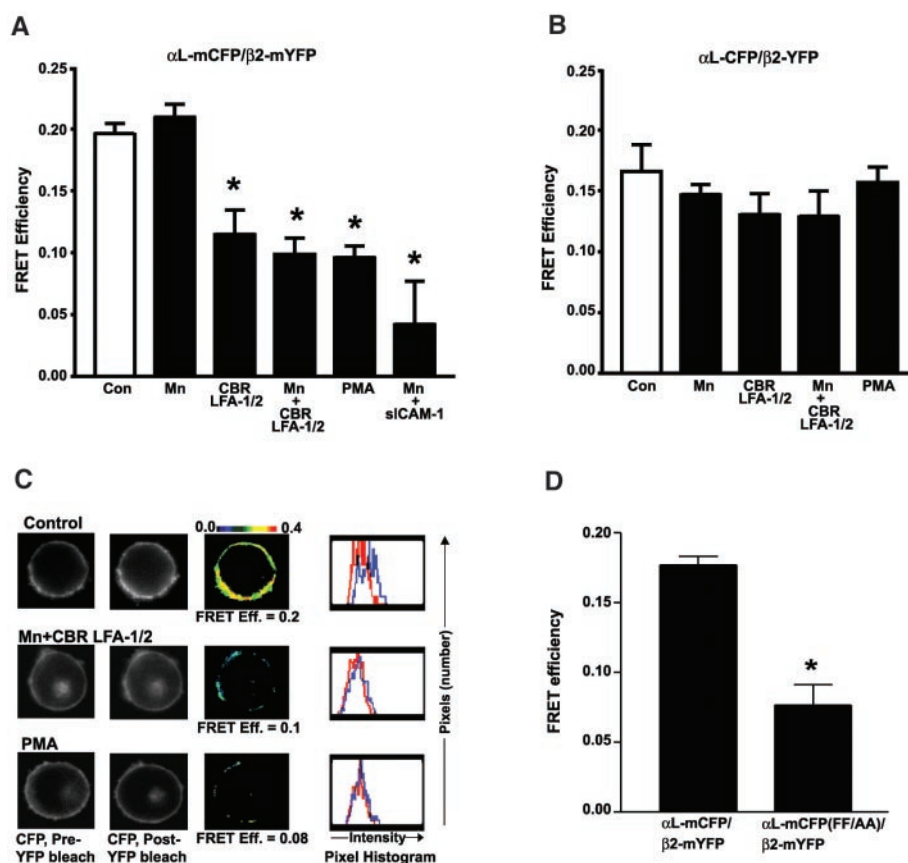 A
αL-mCFP/β2-mYFP
FRET Efficiency
0.25
0.20
0.15
0.10
0.05
0.00
*
*
*
*
Con
Mn
CBR
LFA-1/2
Mn
+
CBR
LFA-1/2
PMA
Mn
+
sICAM-1
B
αL-CFP/β2-YFP
FRET Efficiency
0.25
0.20
0.15
0.10
0.05
0.00
Con
Mn
CBR
LFA-1/2
Mn
+
CBR
LFA-1/2
PMA
C
Control
0.0 0.4
FRET Eff. = 0.2
Mn+CBR LFA-1/2
FRET Eff. = 0.1
PMA
FRET Eff. = 0.08
CFP, Pre-
YFP bleach
CFP, Post-
YFP bleach
Intensity
Pixel Histogram
Pixels (number)
D
FRET efficiency
0.20
0.15
0.10
0.05
0.00
*
αL-mCFP/
β2-mYFP
αL-mCFP(FF/AA)/
β2-mYFP